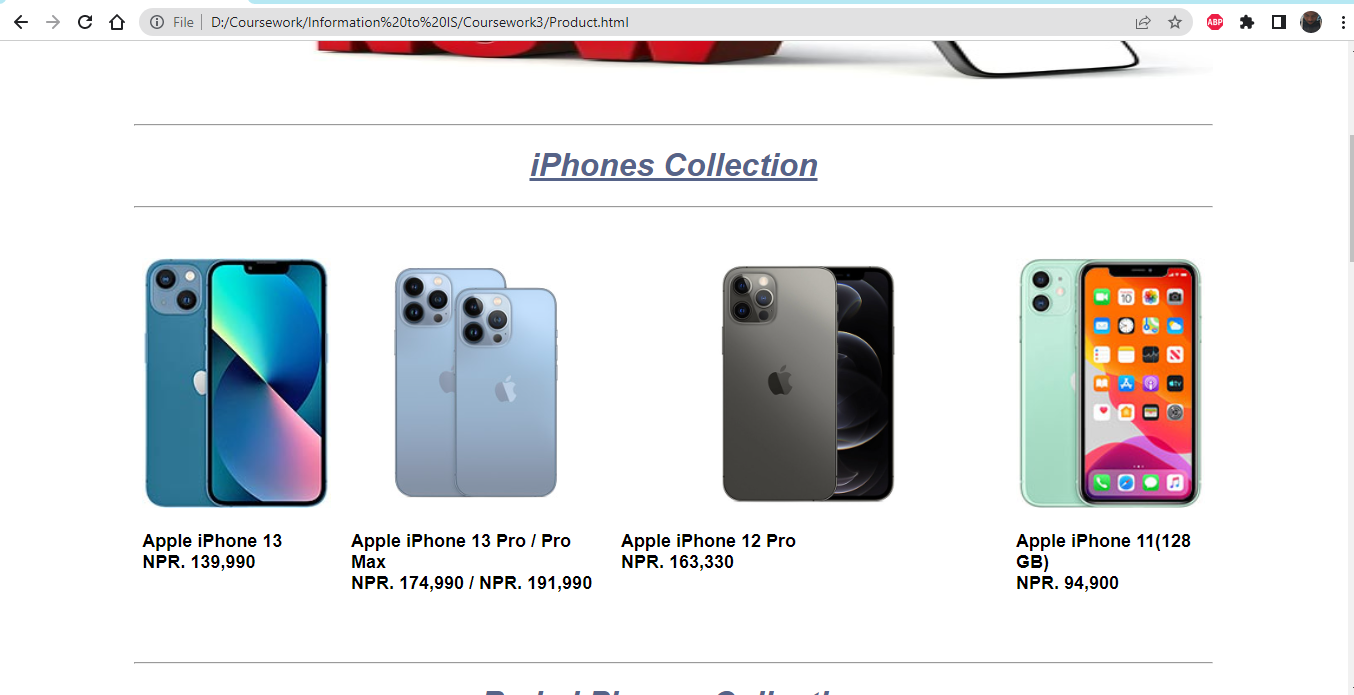 File
D:/Coursework/Information%20to%20IS/Coursework3/Product.html
ABP
iPhones Collection
Apple iPhone 13
NPR. 139,990
Apple iPhone 13 Pro / Pro
Max
NPR. 174,990 / NPR. 191,990
Apple iPhone 12 Pro
NPR. 163,330
Apple iPhone 11(128
GB)
NPR. 94,900